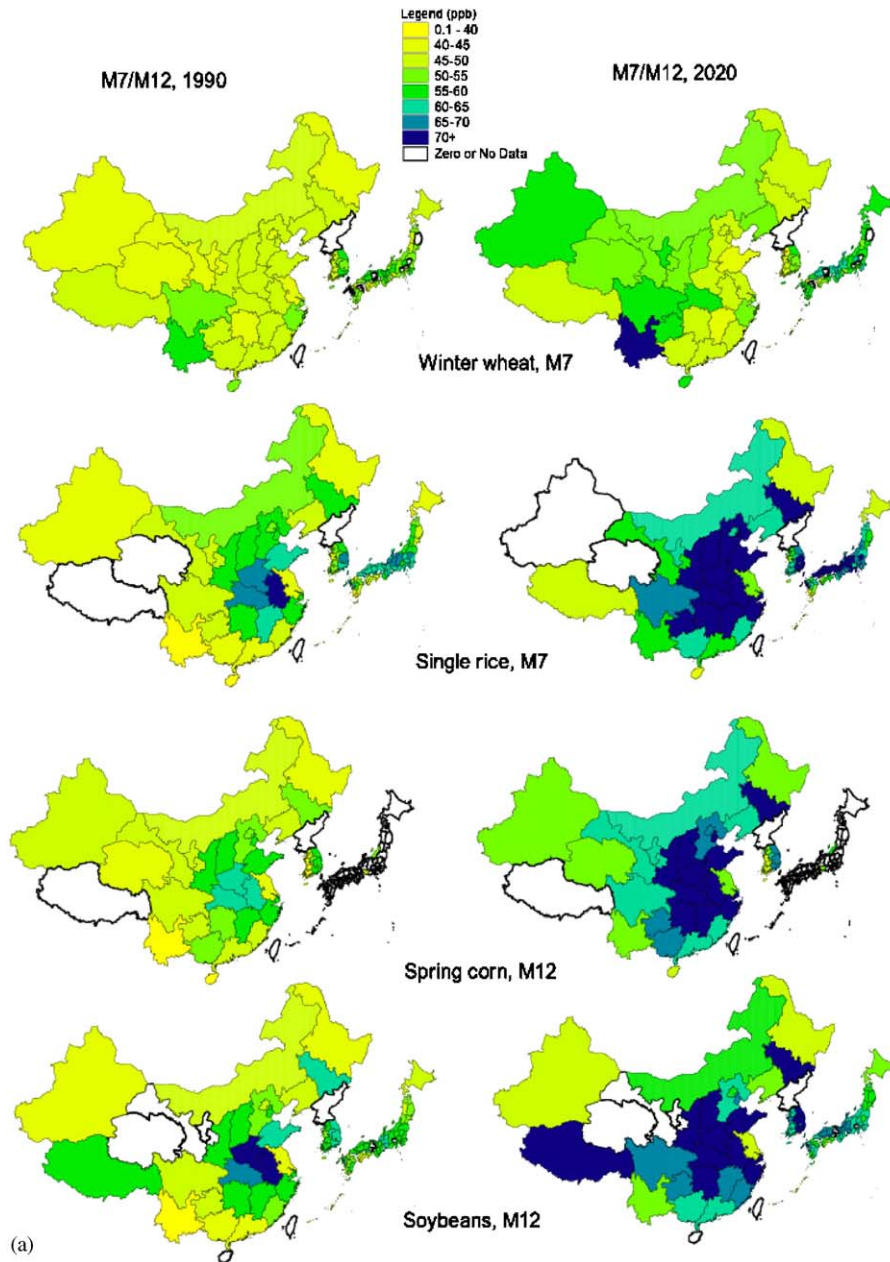 Legend (ppb)
0.1 - 40
40-45
45-50
50-55
55-60
60-65
65-70
70+
Zero or No Data
M7/M12, 1990
M7/M12, 2020
Winter wheat, M7
Single rice, M7
Spring corn, M12
Soybeans, M12
(a)